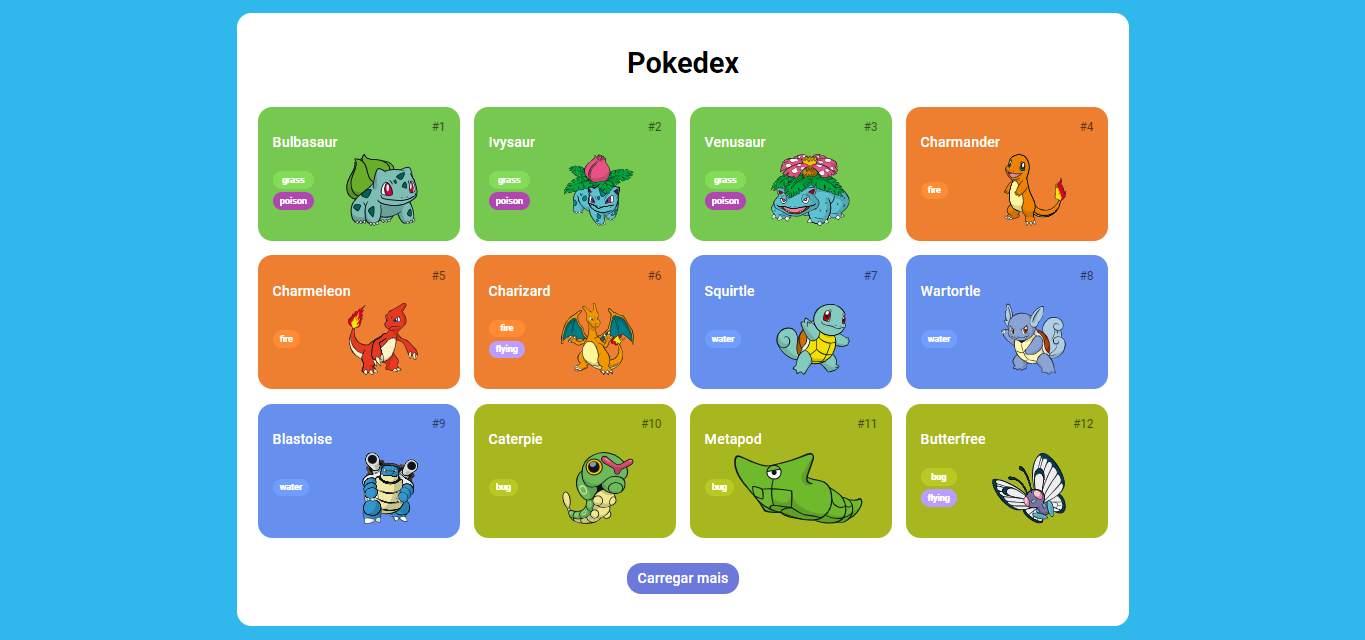 Pokedex
#1
Bulbasaur
grass
poison
#2
Ivysaur
grass
poison
#3
Venusaur
grass
poison
#4
Charmander
fire
#5
Charmeleon
fire
#6
Charizard
fire
flying
#7
Squirtle
water
#8
Wartortle
water
#9
Blastoise
water
#10
Caterpie
bug
#11
Metapod
bug
#12
Butterfree
bug
flying
Carregar mais